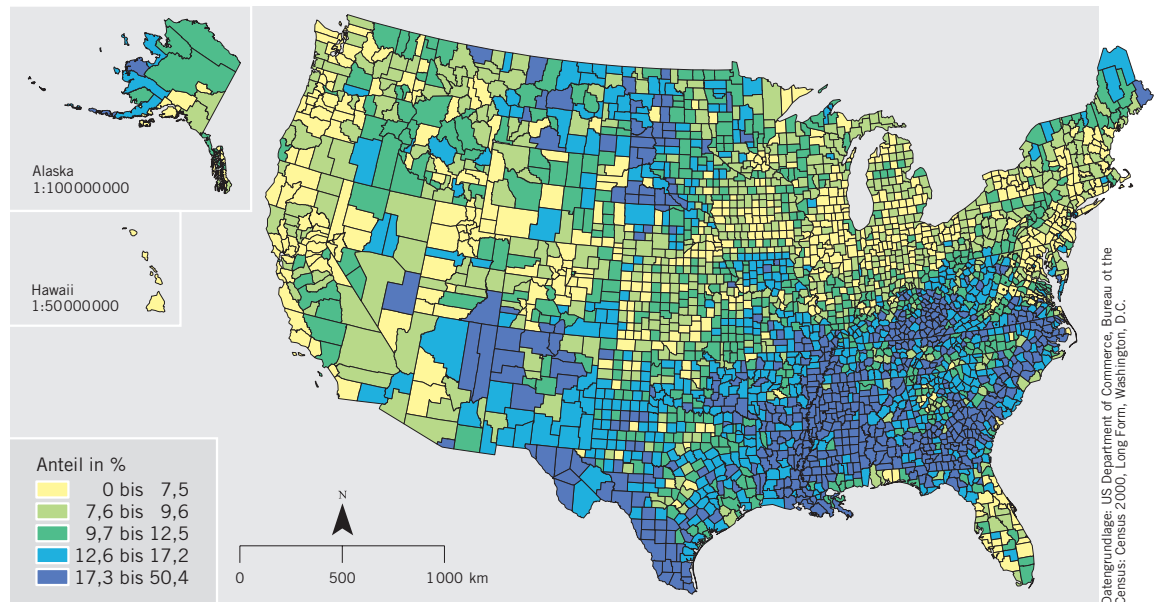 Alaska
1:100000000
Hawaii
1:50000000
Anteil in %
0 bis 7,5
7,6 bis 9,6
9,7 bis 12,5
12,6 bis 17,2
17,3 bis 50,4
N
0 500 1000 km
Datengrundlage: US Department of Commerce, Bureau ot the
Census: Census 2000, Long Form, Washington, D.C.